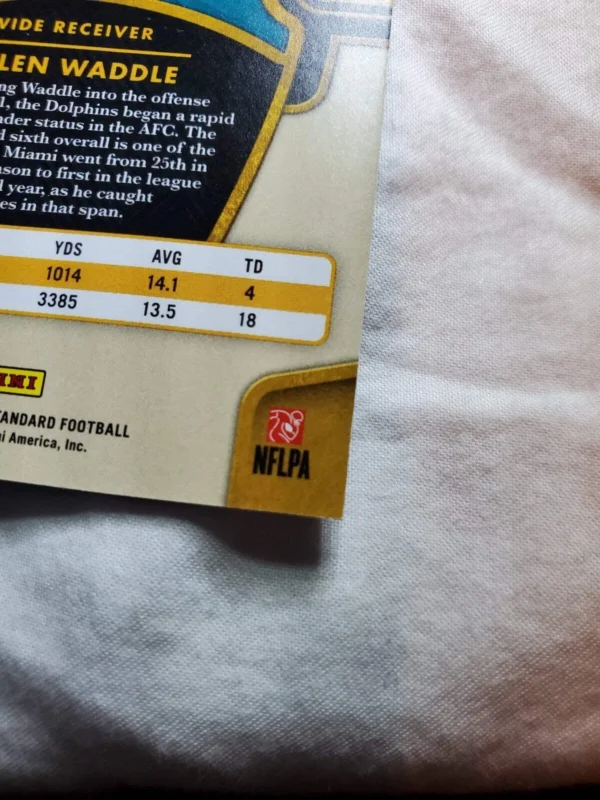 WIDE RECEIVER
LEN WADDLE
ng Waddle into the offense
l, the Dolphins began a rapid
nder status in the AFC. The
d sixth overall is one of the
Miami went from 25th in
ason to first in the league
l year, as he caught
es in that span.
YDS AVG TD
1014 14.1 4
3385 13.5 18
INI
TANDARD FOOTBALL
ni America, Inc.
NFLPA